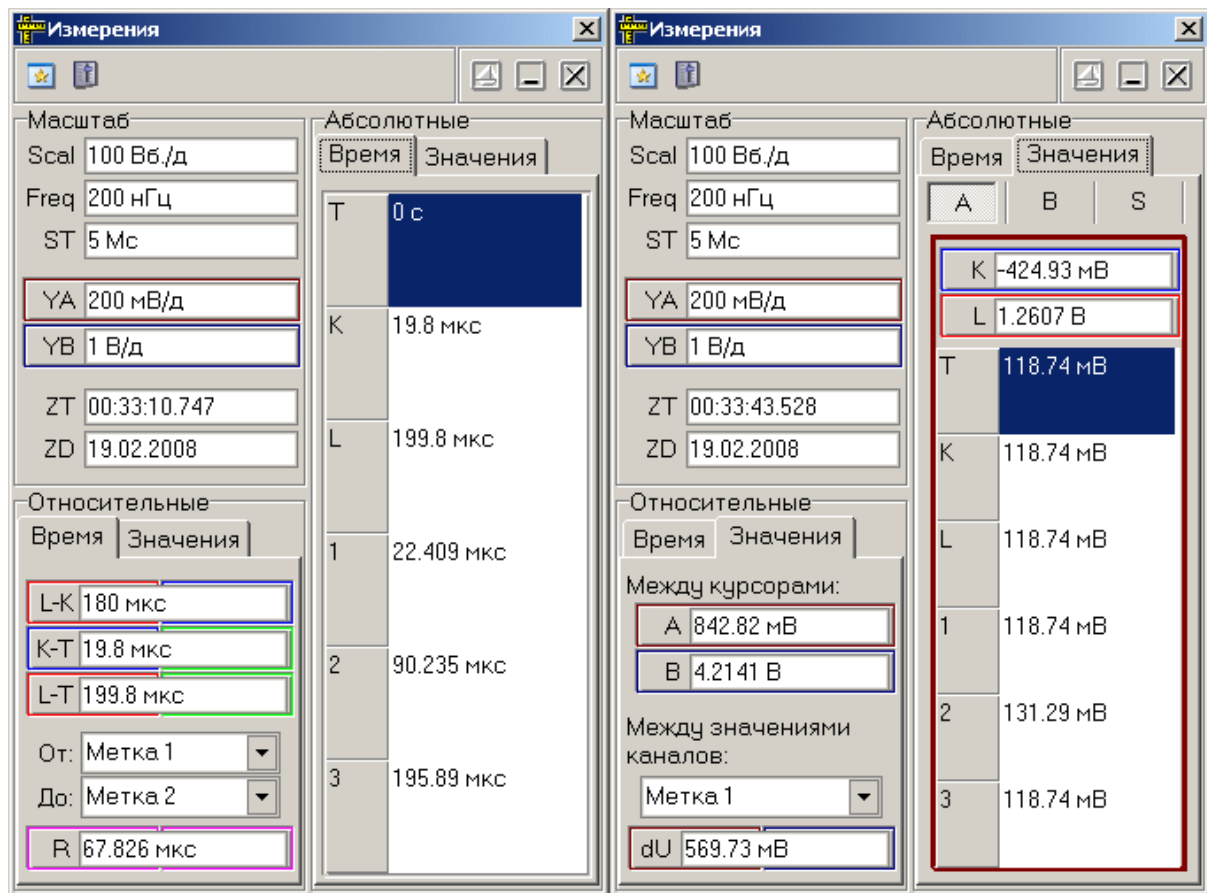 Измерения
Масштаб
Scal 100 Вб./д
Freq 200 нГц
ST 5 Мс
YA 200 мВ/д
YB 1 В/д
ZT 00:33:10.747
ZD 19.02.2008
Относительные
Время Значения
L-K 180 мкс
K-T 19.8 мкс
L-T 199.8 мкс
От: Метка 1
До: Метка 2
R 67.826 мкс
Абсолютные
Время Значения
T 0 с
K 19.8 мкс
L 199.8 мкс
1 22.409 мкс
2 90.235 мкс
3 195.89 мкс
Измерения
Масштаб
Scal 100 Вб./д
Freq 200 нГц
ST 5 Мс
YA 200 мВ/д
YB 1 В/д
ZT 00:33:43.528
ZD 19.02.2008
Относительные
Время Значения
Между курсорами:
A 842.82 мВ
B 4.2141 В
Между значениями
каналов:
Метка 1
dU 569.73 мВ
Абсолютные
Время Значения
A B S
K -424.93 мВ
L 1.2607 В
T 118.74 мВ
K 118.74 мВ
L 118.74 мВ
1 118.74 мВ
2 131.29 мВ
3 118.74 мВ